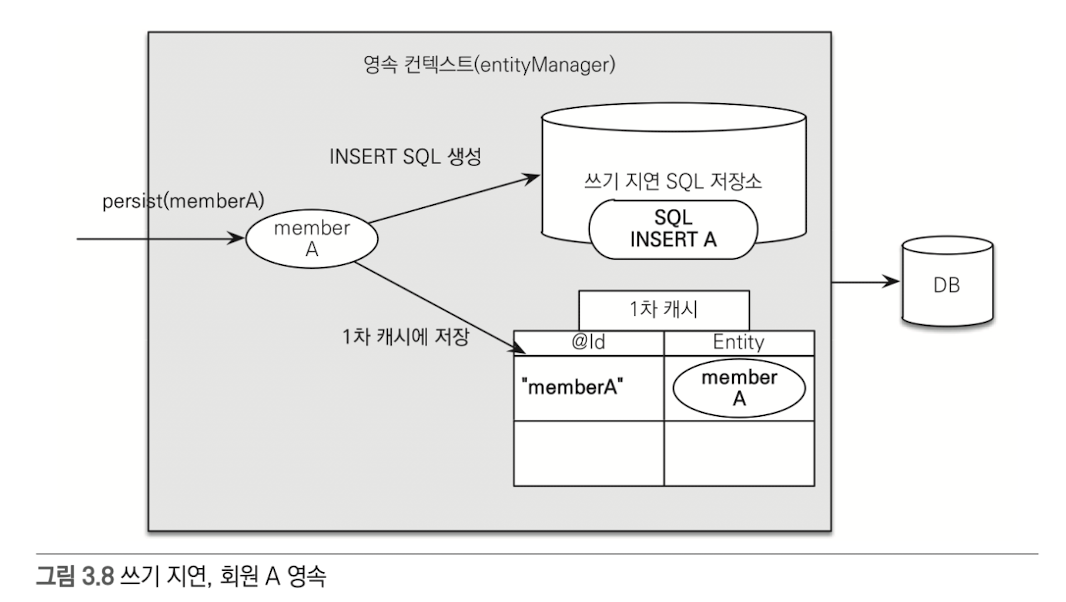 영속 컨텍스트(entityManager)
INSERT SQL 생성
persist(memberA)
member
A
쓰기 지연 SQL 저장소
SQL
INSERT A
DB
1차 캐시에 저장
1차 캐시
@Id
Entity
"memberA"
member
A
그림 3.8 쓰기 지연, 회원 A 영속